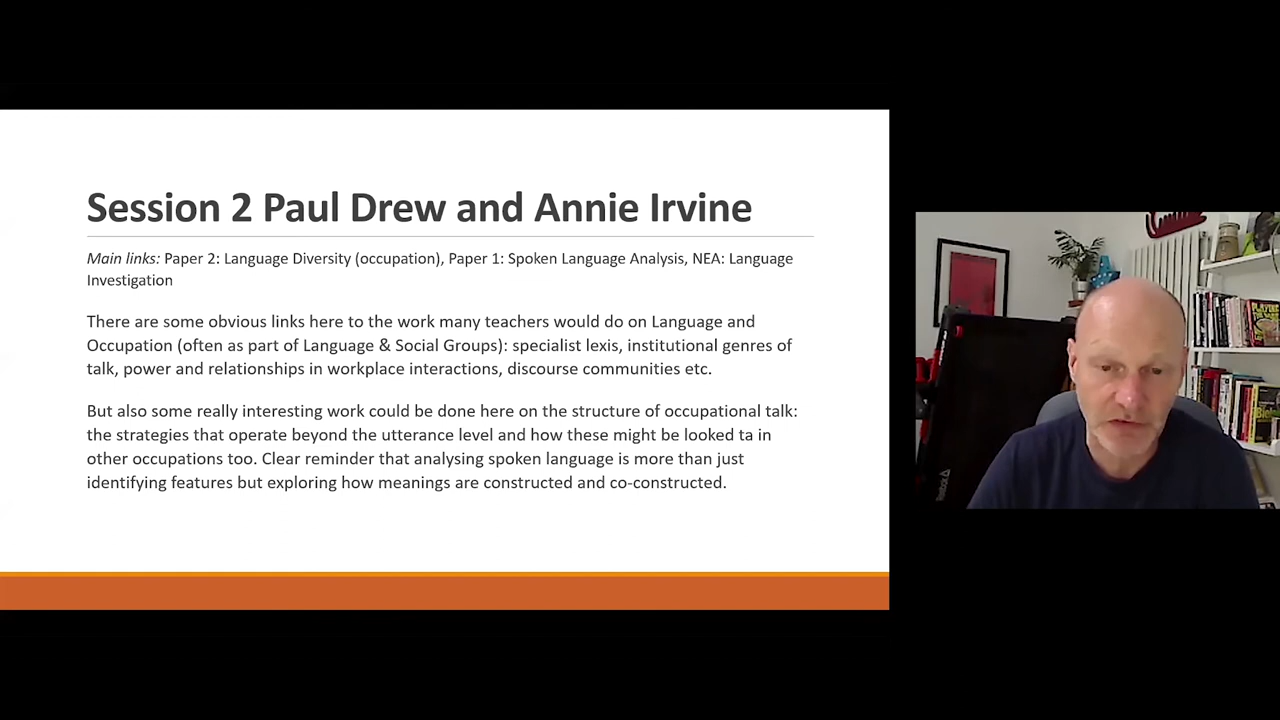 Session 2 Paul Drew and Annie Irvine
Main links: Paper 2: Language Diversity (occupation), Paper 1: Spoken Language Analysis, NEA: Language
Investigation
There are some obvious links here to the work many teachers would do on Language and
Occupation (often as part of Language & Social Groups): specialist lexis, institutional genres of
talk, power and relationships in workplace interactions, discourse communities etc.
But also some really interesting work could be done here on the structure of occupational talk:
the strategies that operate beyond the utterance level and how these might be looked ta in
other occupations too. Clear reminder that analysing spoken language is more than just
identifying features but exploring how meanings are constructed and co-constructed.
Reebok